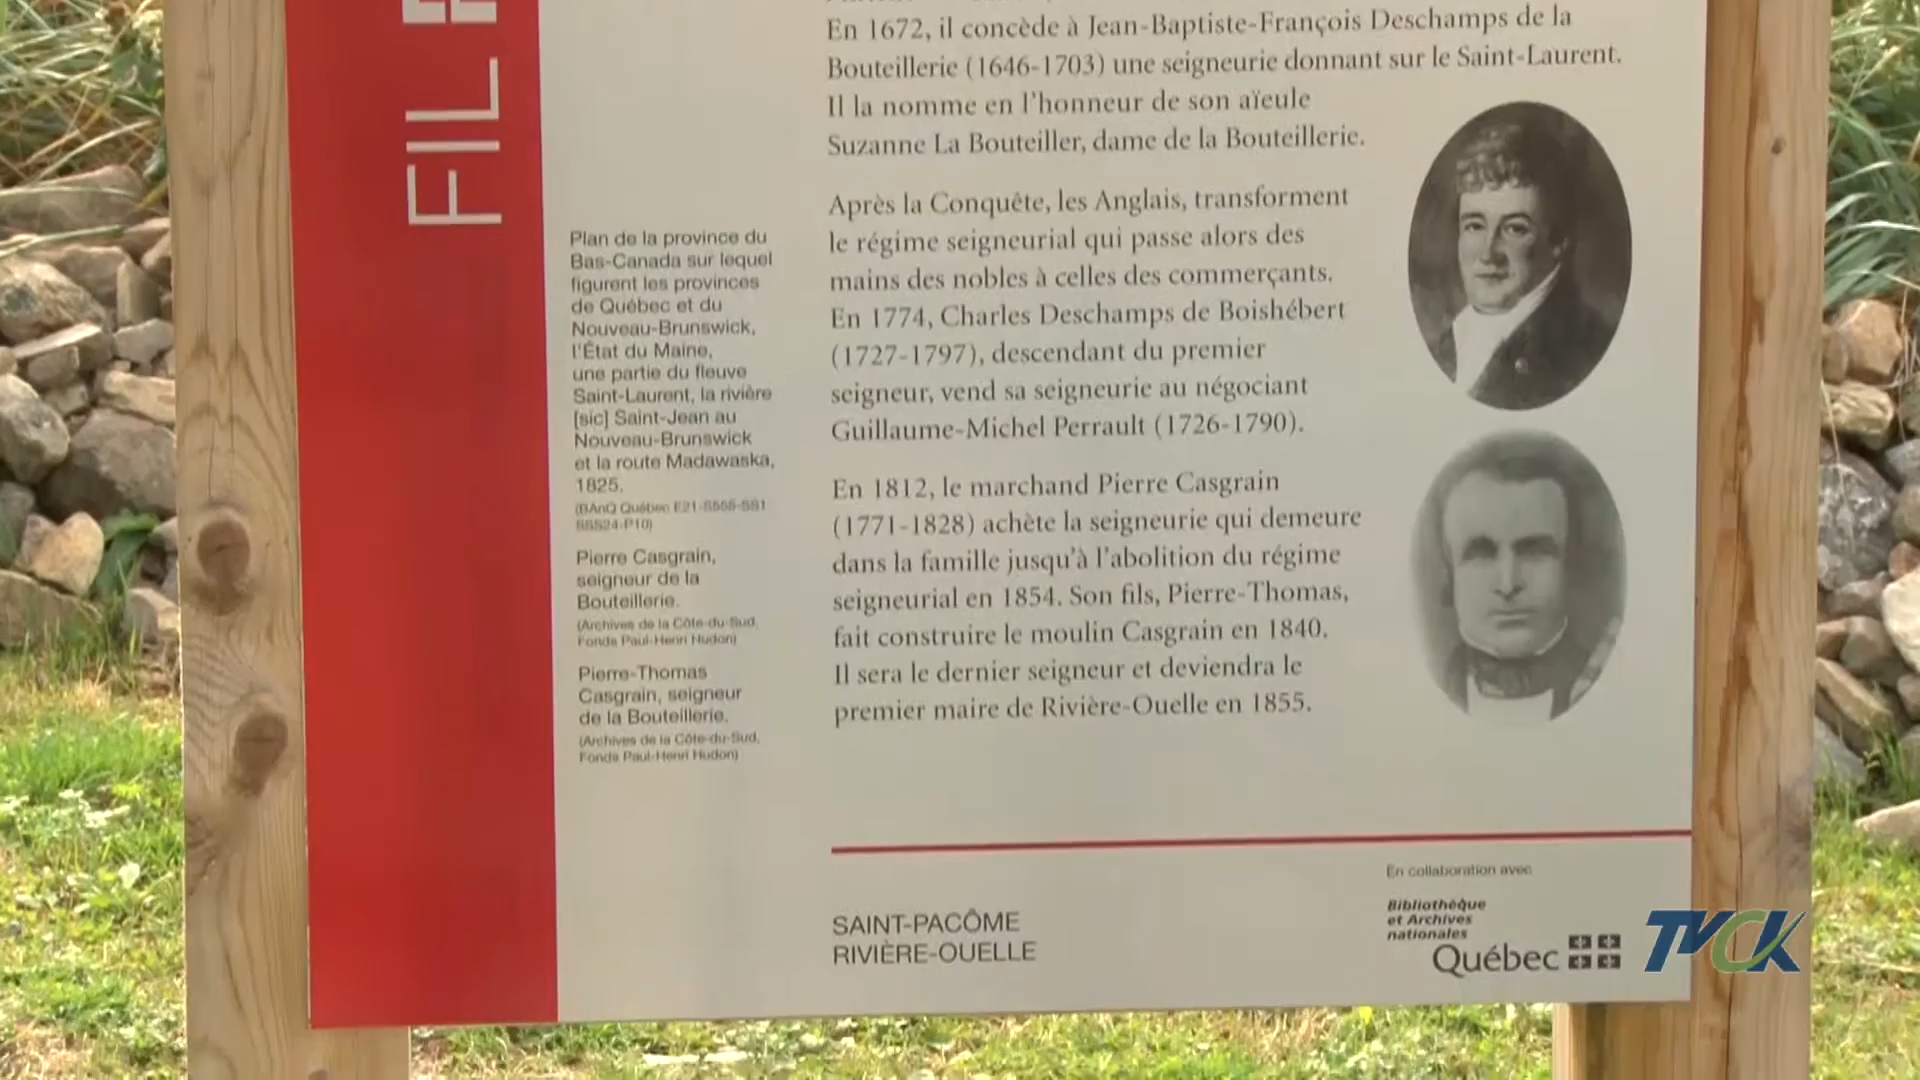 FIL
En 1672, il concède à Jean-Baptiste-François Deschamps de la
Bouteillerie (1646-1703) une seigneurie donnant sur le Saint-Laurent.
Il la nomme en l'honneur de son aïeule
Suzanne La Bouteiller, dame de la Bouteillerie.
Après la Conquête, les Anglais, transforment
le régime seigneurial qui passe alors des
mains des nobles à celles des commerçants.
En 1774, Charles Deschamps de Boishébert
(1727-1797), descendant du premier
seigneur, vend sa seigneurie au négociant
Guillaume-Michel Perrault (1726-1790).
En 1812, le marchand Pierre Casgrain
(1771-1828) achète la seigneurie qui demeure
dans la famille jusqu'à l'abolition du régime
seigneurial en 1854. Son fils, Pierre-Thomas,
fait construire le moulin Casgrain en 1840.
Il sera le dernier seigneur et deviendra le
premier maire de Rivière-Ouelle en 1855.
Plan de la province du
Bas-Canada sur lequel
figurent les provinces
de Québec et du
Nouveau-Brunswick,
l'État du Maine,
une partie du fleuve
Saint-Laurent, la rivière
[sic] Saint-Jean au
Nouveau-Brunswick
et la route Madawaska,
1825.
(BAnQ Québec E21-S555-SS1
SSS24-P10)
Pierre Casgrain,
seigneur de la
Bouteillerie.
(Archives de la Côte-du-Sud,
Fonds Paul-Henri Hudon)
Pierre-Thomas
Casgrain, seigneur
de la Bouteillerie.
(Archives de la Côte-du-Sud,
Fonds Paul-Henri Hudon)
SAINT-PACÔME
RIVIÈRE-OUELLE
En collaboration avec
Bibliothèque
et Archives
nationales
Québec
TVCK